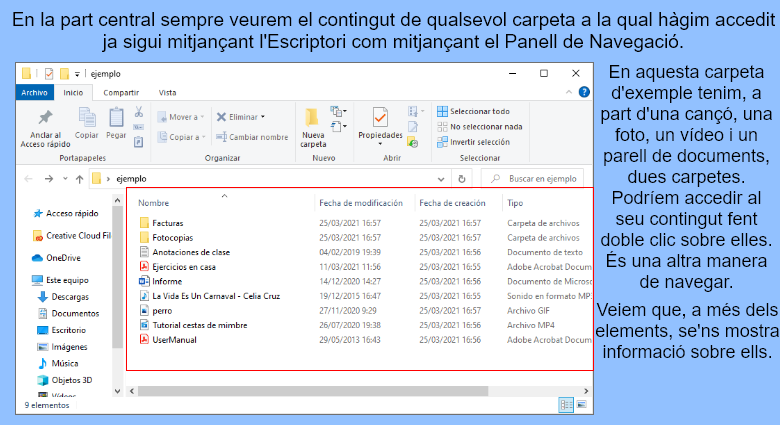 En la part central sempre veurem el contingut de qualsevol carpeta a la qual hàgim accedit
ja sigui mitjançant l'Escriptori com mitjançant el Panell de Navegació.
ejemplo
Archivo Inicio Compartir Vista
Anclar al
Acceso rápido
Copiar
Pegar
Mover a
Copiar a
Eliminar
Cambiar nombre
Nueva
carpeta
Propiedades
Seleccionar todo
No seleccionar nada
Invertir selección
Portapapeles Organizar Nuevo Abrir Seleccionar
ejemplo
Buscar en ejemplo
Acceso rápido
Creative Cloud Fil
OneDrive
Este equipo
Descargas
Documentos
Escritorio
Imágenes
Música
Objetos 3D
Vídeos
Nombre Fecha de modificación Fecha de creación Tipo
Facturas 25/03/2021 16:57 25/03/2021 16:57 Carpeta de archivos
Fotocopias 25/03/2021 16:57 25/03/2021 16:57 Carpeta de archivos
Anotaciones de clase 04/02/2019 19:39 25/03/2021 16:56 Documento de texto
Ejercicios en casa 11/03/2021 11:56 25/03/2021 16:55 Adobe Acrobat Docum
Informe 14/12/2020 14:27 25/03/2021 16:56 Documento de Microso
La Vida Es Un Carnaval - Celia Cruz 19/12/2015 16:47 25/03/2021 16:55 Sonido en formato MP3
perro 27/11/2020 9:29 25/03/2021 16:57 Archivo GIF
Tutorial cestas de mimbre 26/07/2020 19:38 25/03/2021 16:56 Archivo MP4
UserManual 29/05/2013 16:43 25/03/2021 16:56 Adobe Acrobat Docum
9 elementos
En aquesta carpeta
d'exemple tenim, a
part d'una cançó, una
foto, un vídeo i un
parell de documents,
dues carpetes.
Podríem accedir al
seu contingut fent
doble clic sobre elles.
És una altra manera
de navegar.
Veiem que, a més dels
elements, se'ns mostra
informació sobre ells.